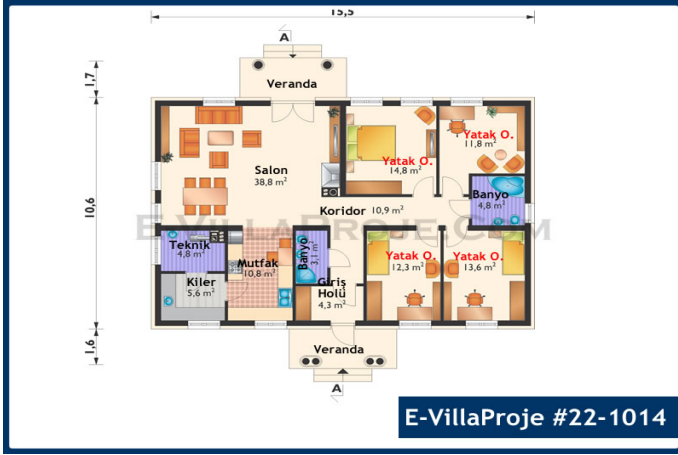 15,5
A
1,7
Veranda
Yatak O.
11,8 m²
Yatak O.
14,8 m²
Salon
38,8 m²
Banyo
4,8 m²
10,6
Koridor 10,9 m²
E-VillaProje.Com
Teknik
4,8 m²
Mutfak
10,8 m²
Banyo
3,1 m²
Yatak O.
12,3 m²
Yatak O.
13,6 m²
Kiler
5,6 m²
Giriş
Holü
4,3 m²
1,6
Veranda
A
E-VillaProje #22-1014